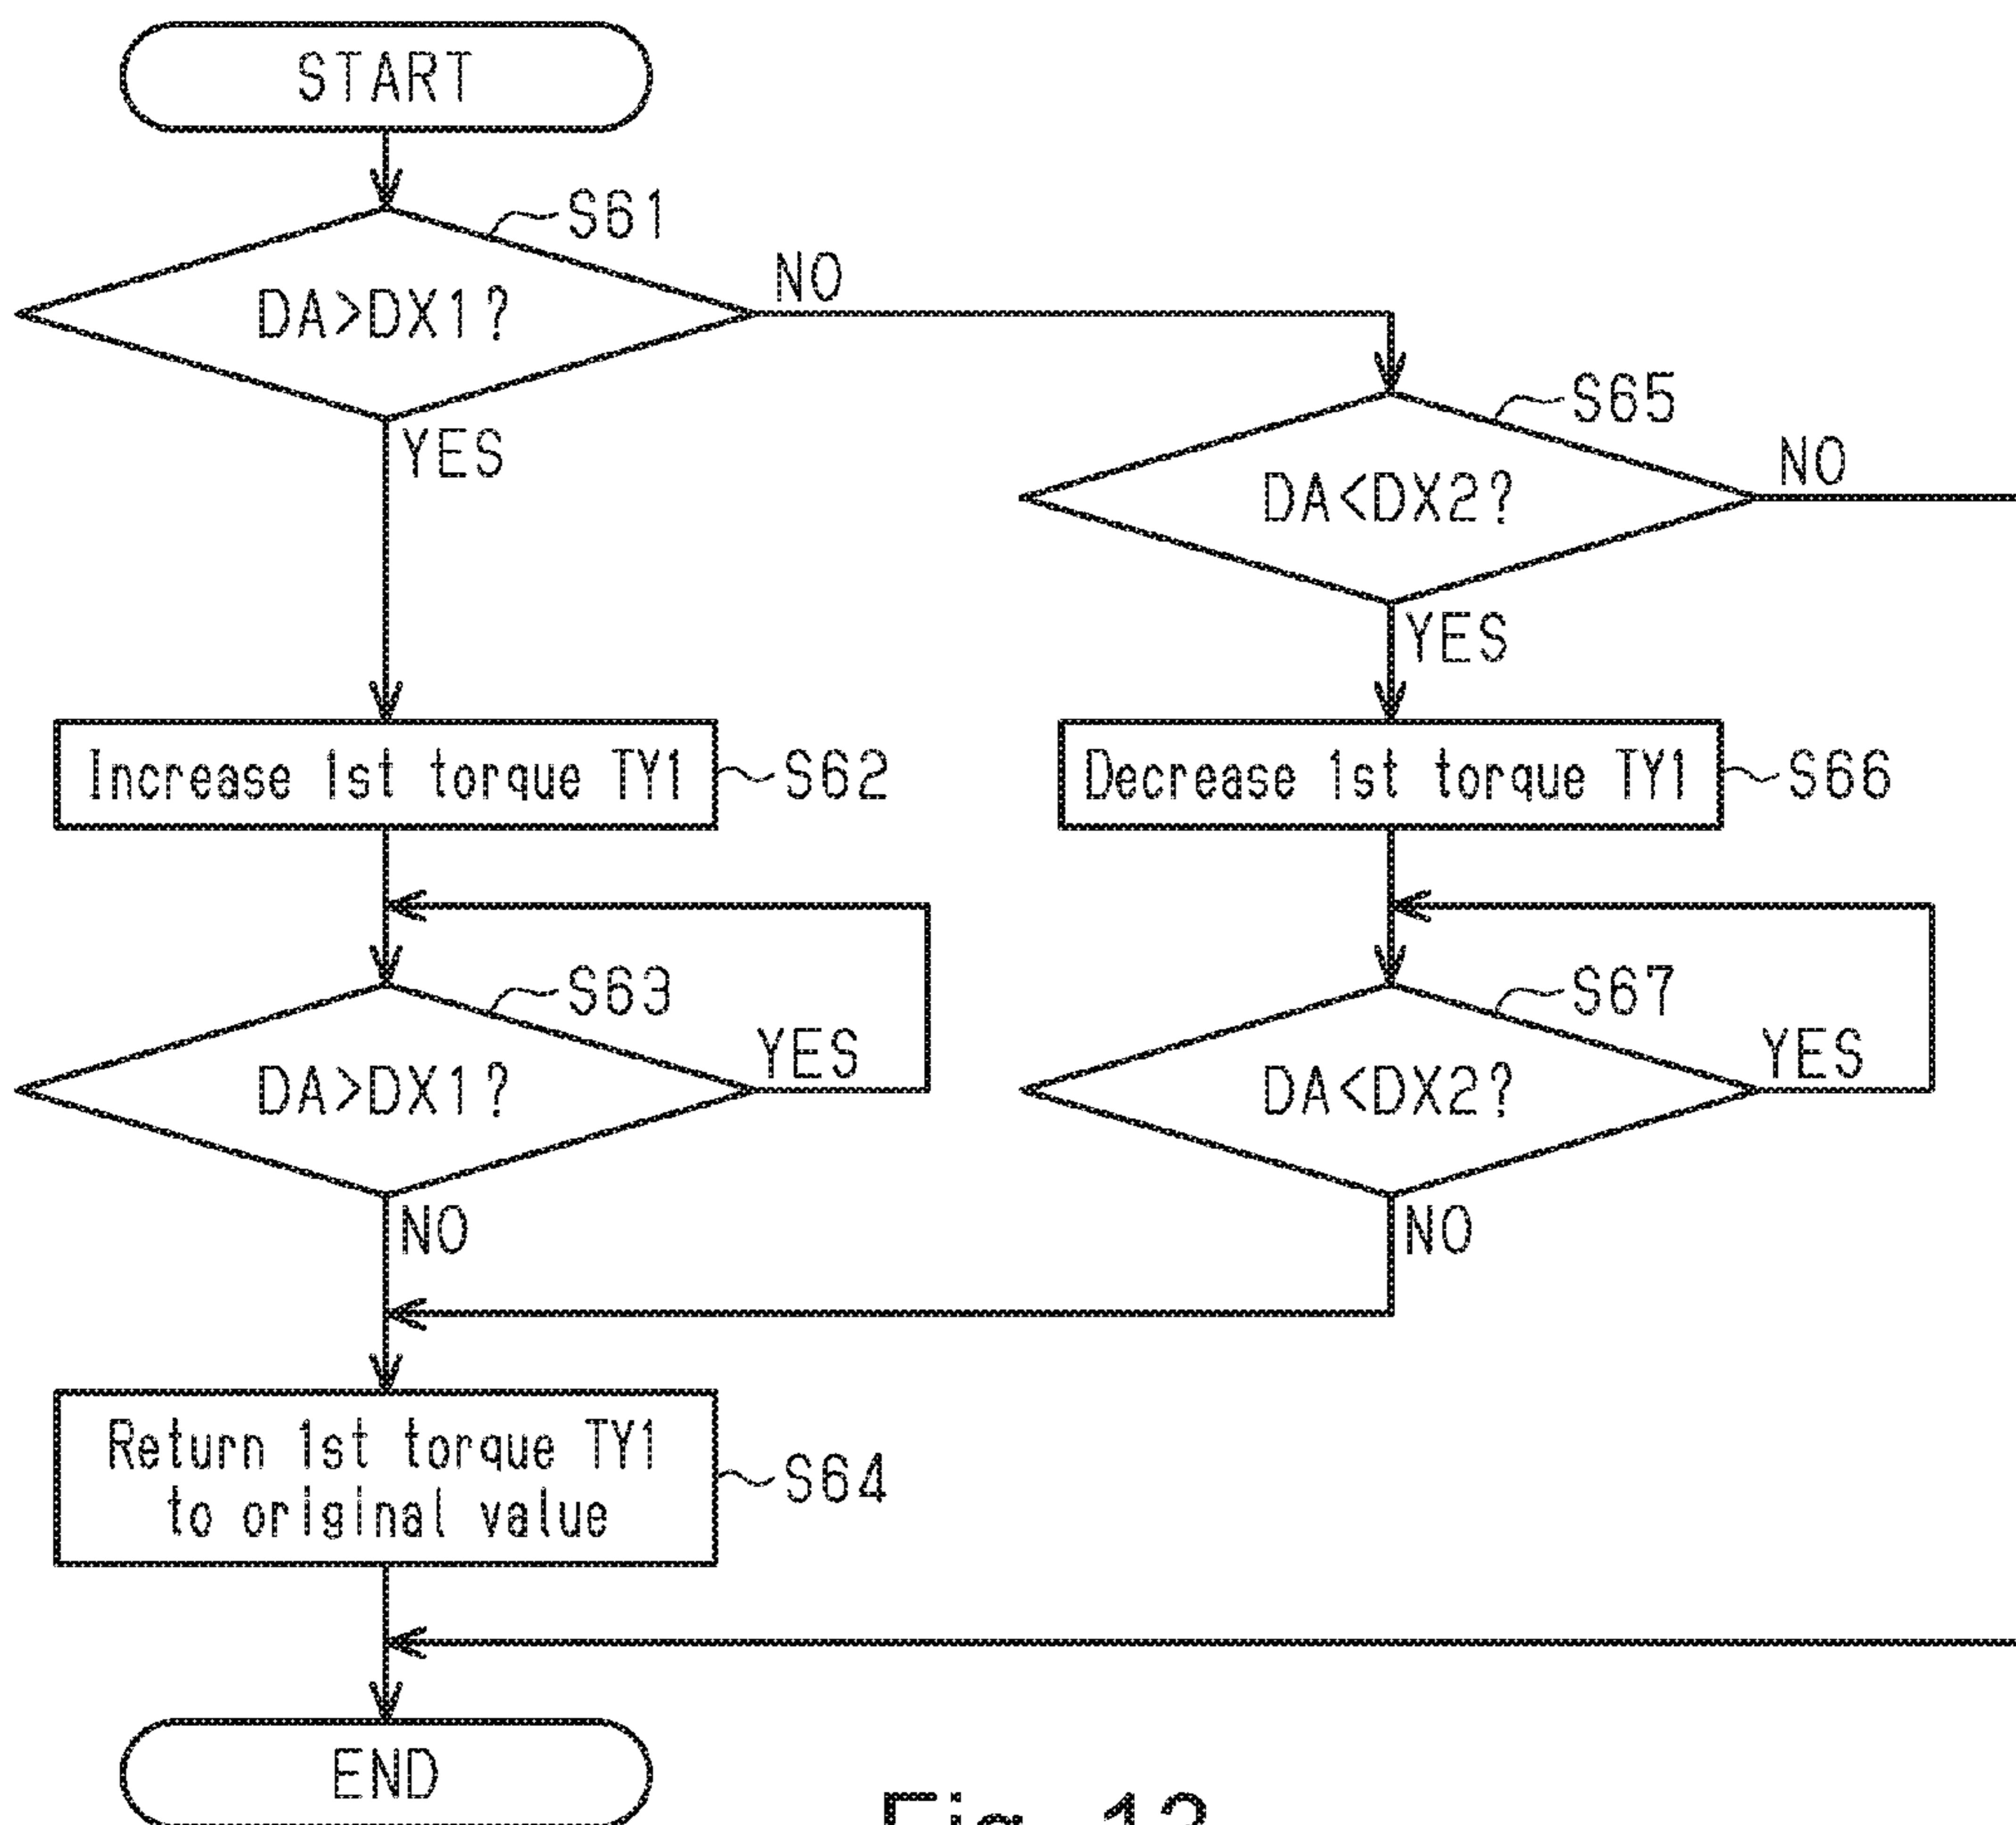 START
S61
DA>DX1?
NO
YES
S65
DA<DX2?
NO
YES
Increase 1st torque TY1
S62
Decrease 1st torque TY1
S66
S63
DA>DX1?
YES
NO
S67
DA<DX2?
YES
NO
Return 1st torque TY1
to original value
S64
END